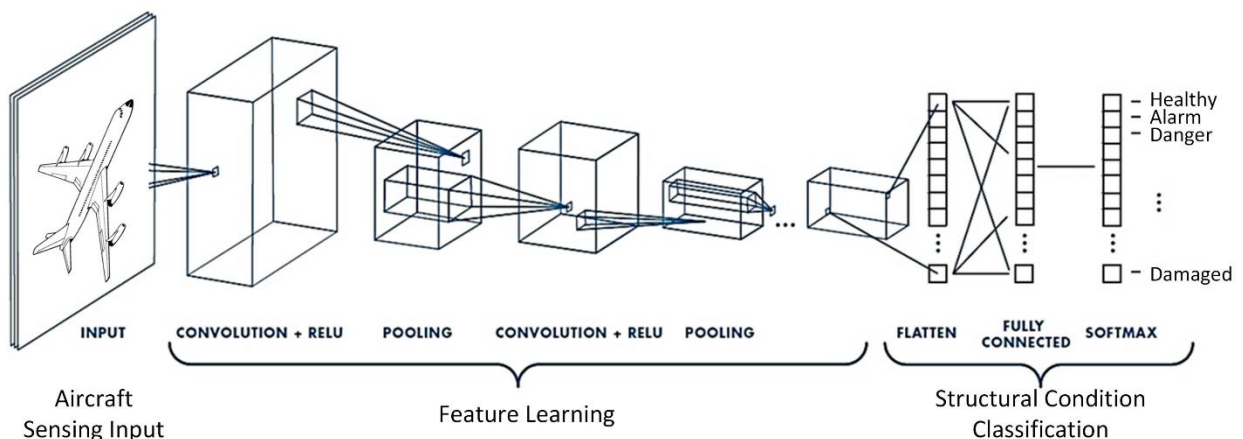 Healthy
Alarm
Danger
...
Damaged
INPUT
CONVOLUTION + RELU
POOLING
CONVOLUTION + RELU
POOLING
...
FLATTEN
FULLY
CONNECTED
SOFTMAX
Aircraft
Sensing Input
Feature Learning
Structural Condition
Classification